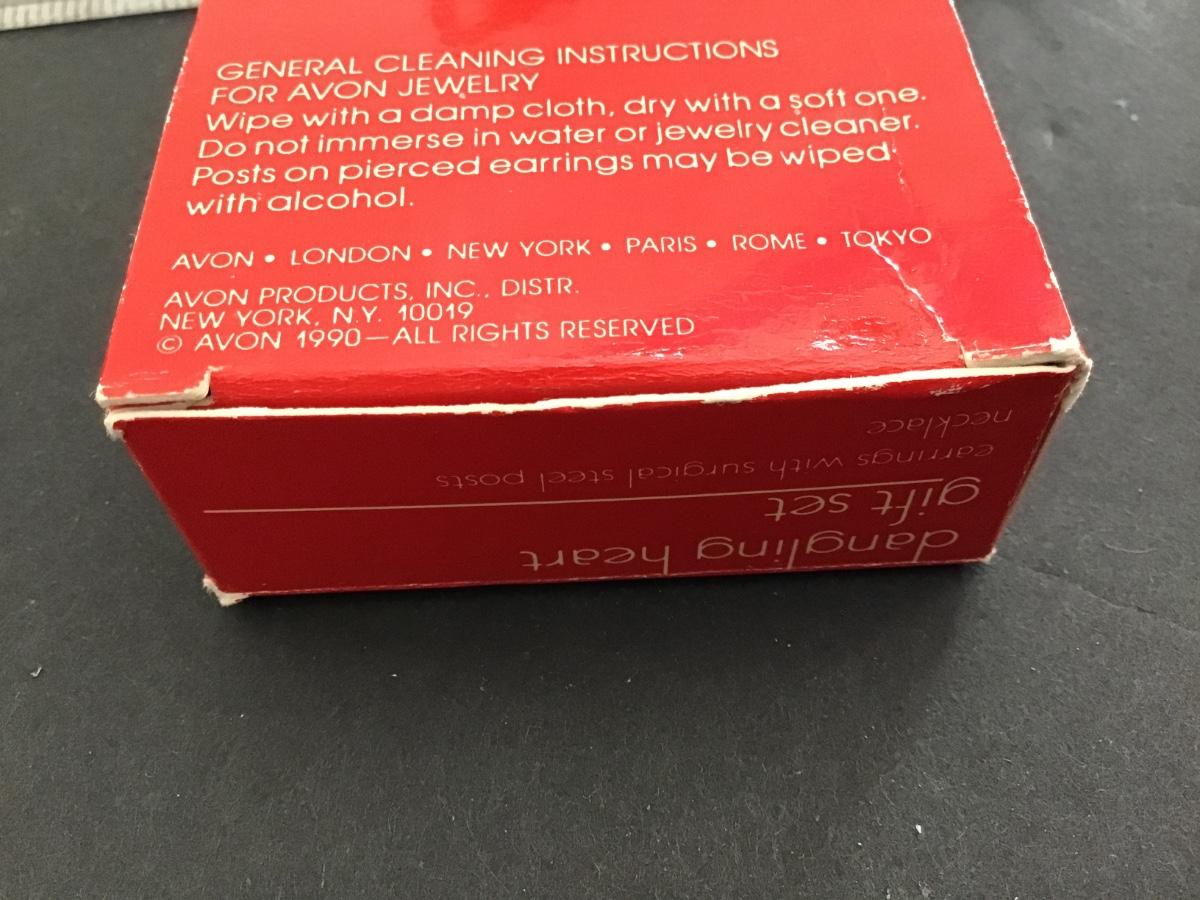 GENERAL CLEANING INSTRUCTIONS
FOR AVON JEWELRY
Wipe with a damp cloth, dry with a soft one.
Do not immerse in water or jewelry cleaner.
Posts on pierced earrings may be wiped
with alcohol.
AVON • LONDON • NEW YORK • PARIS • ROME • TOKYO
AVON PRODUCTS, INC., DISTR.
NEW YORK, N.Y. 10019
© AVON 1990—ALL RIGHTS RESERVED
dangling heart
gift set
earrings with surgical steel posts
necklace